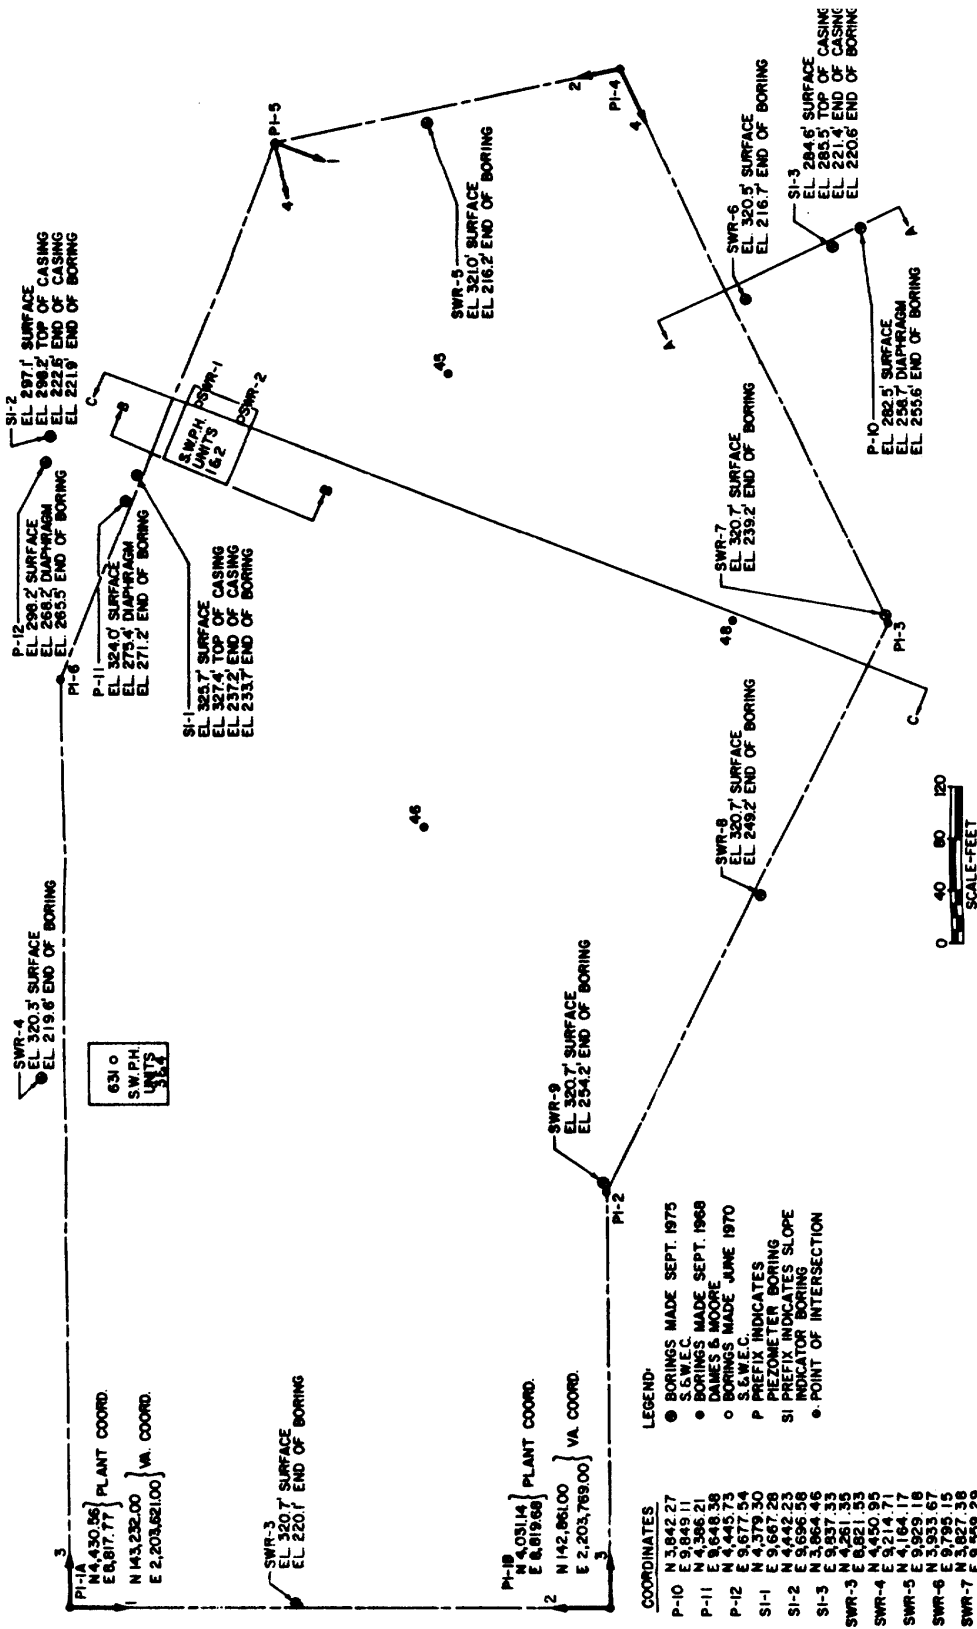 PI-1A
3
N 4,430.56 } PLANT COORD.
E 8,817.77
N 143,232.00 } VA. COORD.
E 2,203,621.00
1
SWR-3
EL 320.7' SURFACE
EL 220.1' END OF BORING
PI-1B
N 4,031.14 } PLANT COORD.
E 8,819.68
N 142,861.00 } VA COORD.
E 2,203,769.00
2
3
SWR-4
EL 320.3' SURFACE
EL 219.6' END OF BORING
631
S.W.P.H.
UNITS
3&4
SWR-9
EL 320.7' SURFACE
EL 254.2' END OF BORING
PI-2
46
SWR-8
EL 320.7' SURFACE
EL 249.2' END OF BORING
PI-6
P-12
EL 298.2' SURFACE
EL 268.2' DIAPHRAGM
EL 265.5' END OF BORING
P-11
EL 324.0' SURFACE
EL 275.4' DIAPHRAGM
EL 271.2' END OF BORING
SI-1
EL 325.7' SURFACE
EL 327.4' TOP OF CASING
EL 237.2' END OF CASING
EL 233.7' END OF BORING
SI-2
EL 297.1' SURFACE
EL 298.2' TOP OF CASING
EL 222.6' END OF CASING
EL 221.9' END OF BORING
C
B
S.W.P.H.
UNITS
1&2
SWR-1
SWR-2
B
48
SWR-7
EL 320.7' SURFACE
EL 239.2' END OF BORING
PI-3
C
45
PI-5
4
1
SWR-5
EL 321.0' SURFACE
EL 216.2' END OF BORING
2
PI-4
4
SWR-6
EL 320.5' SURFACE
EL 216.7' END OF BORING
A
SI-3
EL 284.6' SURFACE
EL 285.5' TOP OF CASING
EL 221.4' END OF CASING
EL 220.6' END OF BORING
A
P-10
EL 282.5' SURFACE
EL 258.7' DIAPHRAGM
EL 255.6' END OF BORING
0 40 80 120
SCALE-FEET
LEGEND:
BORINGS MADE SEPT. 1975
S. & W.E.C.
BORINGS MADE SEPT. 1968
DAMES & MOORE
BORINGS MADE JUNE 1970
S. & W.E.C.
P PREFIX INDICATES
PIEZOMETER BORING
SI PREFIX INDICATES SLOPE
INDICATOR BORING
POINT OF INTERSECTION
COORDINATES
P-10 N 3,842.27
E 9,849.11
P-11 N 4,386.21
E 9,648.38
P-12 N 4,445.73
E 9,677.54
SI-1 N 4,379.30
E 9,667.28
SI-2 N 4,442.23
E 9,696.58
SI-3 N 3,864.46
E 9,837.33
SWR-3 N 4,261.35
E 8,821.53
SWR-4 N 4,450.95
E 9,214.71
SWR-5 N 4,164.17
E 9,929.18
SWR-6 N 3,933.67
E 9,795.15
SWR-7 N 3,827.38